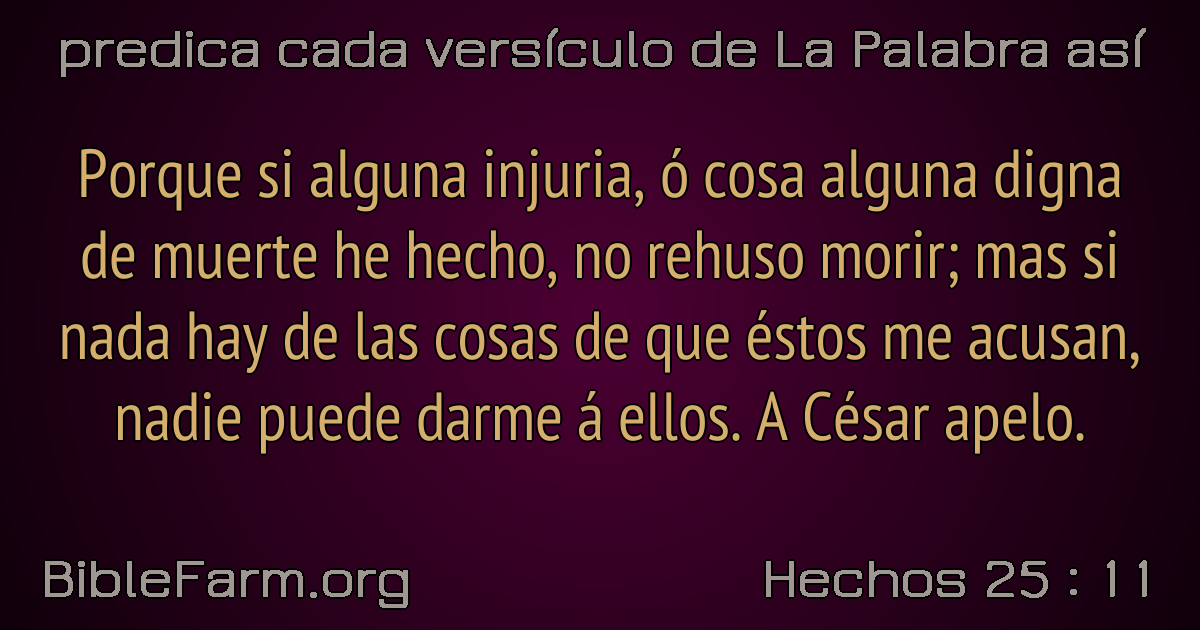 predica cada versículo de La Palabra así
Porque si alguna injuria, ó cosa alguna digna
de muerte he hecho, no rehuso morir; mas si
nada hay de las cosas de que éstos me acusan,
nadie puede darme á ellos. A César apelo.
BibleFarm.org
Hechos 25 : 11